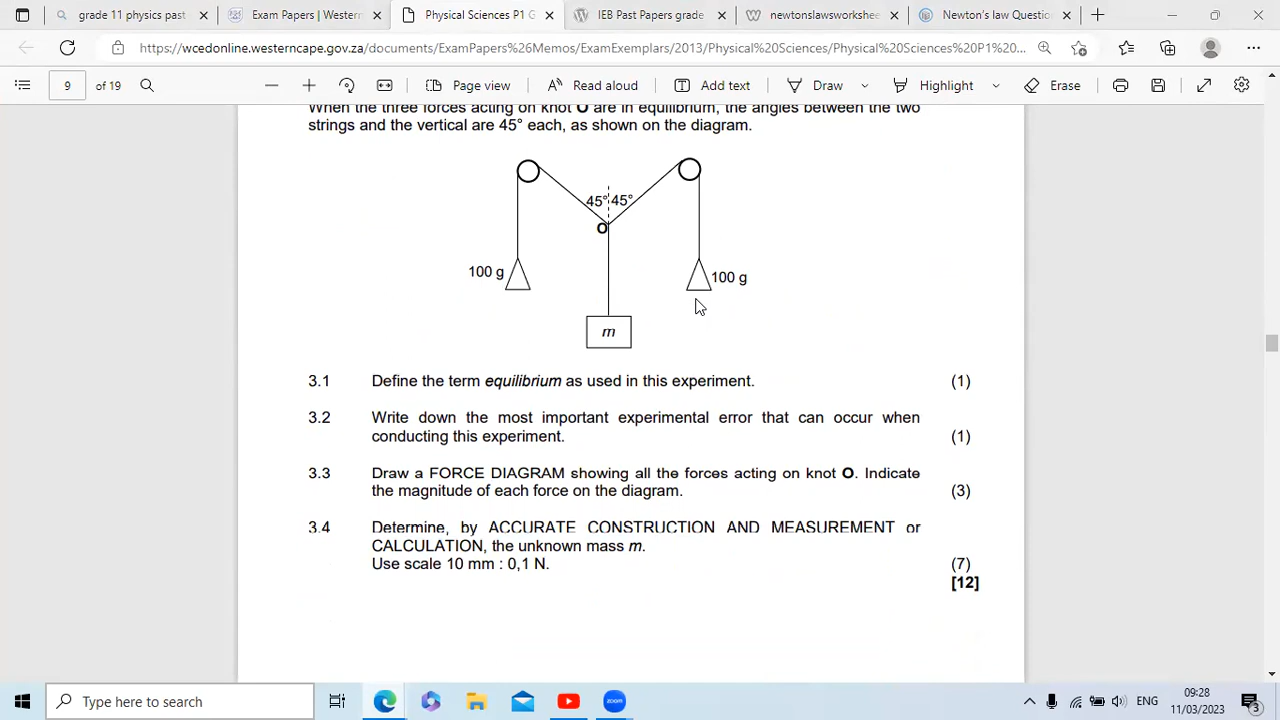 grade 11 physics past
Exam Papers | Western
Physical Sciences P1 G
IEB Past Papers grade
newtonslawsworkshee
Newton's law Questio
https://wcedonline.westerncape.gov.za/documents/ExamPapers%26Memos/ExamExemplars/2013/Physical%20Sciences/Physical%20Sciences%20P1%20...
9 of 19
Page view
Read aloud
Add text
Draw
Highlight
Erase
When the three forces acting on knot O are in equilibrium, the angles between the two
strings and the vertical are 45° each, as shown on the diagram.
45° 45°
O
100 g
100 g
m
3.1 Define the term equilibrium as used in this experiment. (1)
3.2 Write down the most important experimental error that can occur when
conducting this experiment. (1)
3.3 Draw a FORCE DIAGRAM showing all the forces acting on knot O. Indicate
the magnitude of each force on the diagram. (3)
3.4 Determine, by ACCURATE CONSTRUCTION AND MEASUREMENT or
CALCULATION, the unknown mass m.
Use scale 10 mm : 0,1 N. (7)
[12]
Type here to search
zoom
09:28
11/03/2023
3